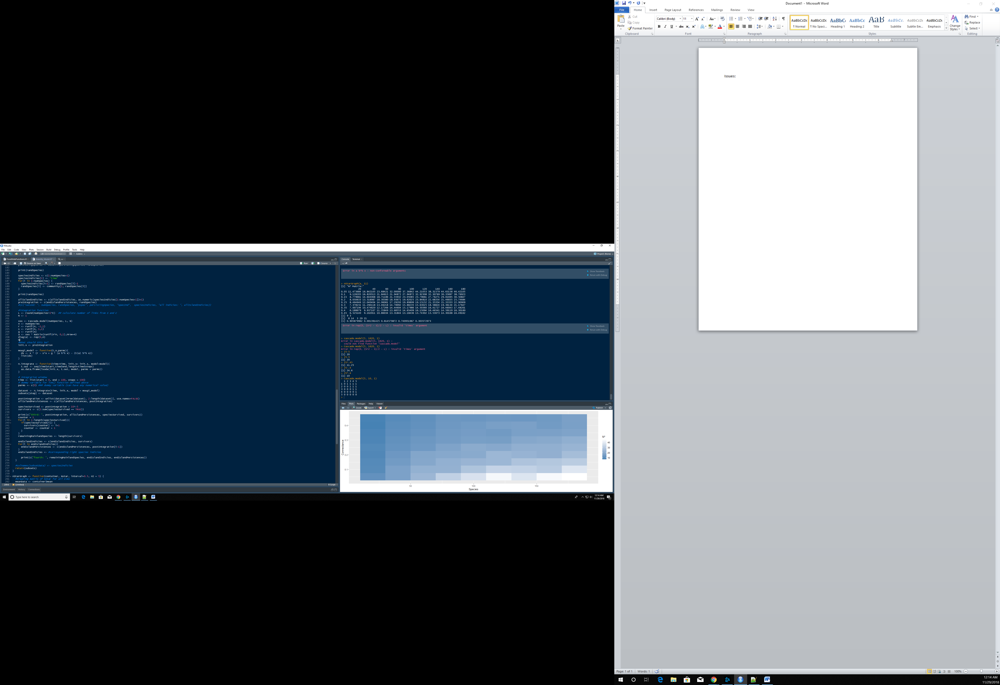 RStudio
File Edit Code View Plots Session Build Debug Profile Tools Help
Go to file/function Addins
Project: (None)
FoodWebFunctions.R Stability_Model.R* a
Source on Save Run Source
182
183 print(randSpecies)
184
185 speciesIndicies <- c(1:numSpecies+1)
186 speciesIndicies[1] <- "time"
187 for(i in 1:numSpecies) {
188 speciesIndicies[i+1] <- randSpecies[i]-1
189 randSpecies[i] <- community[1, randSpecies[i]]
190 }
191
192 print(randSpecies)
193
194 allIslandIndicies <- c(allIslandIndicies, as.numeric(speciesIndicies[1:numSpecies+1])+1)
195 preIntegration <- c(endIslandPersistences, randSpecies)
196 #(c("second: ", numSpecies, randSpecies, "pspec", persistingSpecies, "specInd", speciesIndicies, "all indicies: ", allIslandIndicies))
197
198 #integration function
199 L <- round(numSpecies^2*C) ## calculate number of links from S and C
200 N <- 1
201
202 xxx <- Cascade.model(numSpecies, L, N)
203 n <- numSpecies
204 r <- runif(n, -1,1)
205 s <- runif(n, 1,1)
206 g <- runif(n)
207 a <- xxx * matrix(runif(n*n, 0,1),nrow=n)
208 diag(a) <- rep(0,n)
209
210 #what should this be?
211 init.x <- preIntegration
212
213 mougi_model <- function(t,x,parms){
214 dx <- x * (r - s*x + g * (a %*% x) - (t(a) %*% x))
215 list(dx)
216 }
217
218 n.integrate <- function(time=time, init.x= init.x, model=model){
219 t.out <- seq(time$start,time$end,length=time$steps)
220 as.data.frame(lsoda(init.x, t.out, model, parms = parms))
221 }
222
223 # Integration window
224 time <- list(start = 0, end = 100, steps = 100)
225 # dummy variable for lvm() function defined above
226 parms <- c(0) ### dummy variable (can have any numerical value)
227
228 dataset <- n.integrate(time, init.x, model = mougi_model)
229 subsets[step] <- dataset
230
231 postIntegration <- unlist(dataset[nrow(dataset), 2:length(dataset)], use.names=FALSE)
232 allIslandPersistences <- c(allIslandPersistences, postIntegration)
233
234 speciesSurvived <- postIntegration > 10^-5
235 survivors <- c(1:sum(speciesSurvived == TRUE))
236
237 print(c("third: ", postIntegration, allIslandPersistences, speciesSurvived, survivors))
238 counter = 1
239 for(i in 1:length(speciesSurvived)){
240 if(speciesSurvived[i]) {
241 survivors[counter] <- i+1
242 counter <- counter + 1
243 }
244 }
245 remainingMainlandSpecies <- length(survivors)
246
247 endIslandIndicies <- c(endIslandIndicies, survivors)
248 for(i in endIslandIndicies){
249 endIslandPersistences <- c(endIslandPersistences, postIntegration[i-1])
250 }
251 endIslandIndicies <- #corresponding right species indicies
252
253 print(c("fourth: ", remainingMainlandSpecies, endIslandIndicies, endIslandPersistences))
254 }
255
256 #colnames(subsetData) <- speciesIndicies
257 return(subsets)
258 }
259
260 nStarGraph <- function(container, Nstar, interval=0.5, nI = 3) {
261 #creating matrix of Nstar for all C√xs
262 meanData <- container$mean
209:6 (Untitled) R Script
Environment History Connections
Console Terminal
~/
Error in a %*% x : non-conformable arguments
Show Traceback
Rerun with Debug
> nStarGraph(a, 11)
[1] "N* Matrix:"
20 40 60 80 100 120 140 160 180
0.05 11.473684 16.842105 23.68421 32.00000 37.36842 44.21053 38.31579 44.63158 46.42105
0.1 9.128205 16.820513 21.84615 21.94872 27.94872 32.92308 32.30769 30.35897 38.76923
0.15 8.779661 14.644068 18.71186 21.55932 23.05085 23.79661 27.76271 29.01695 30.50847
0.2 8.050633 13.518987 18.30380 18.93671 19.62025 23.84810 22.68354 21.46835 25.74684
0.25 8.464646 12.040404 14.06061 17.29293 19.89899 19.15152 21.35354 21.33333 22.90909
0.3 7.378151 11.294118 13.46218 14.78992 15.88235 15.63025 18.58824 19.36134 21.17647
0.35 7.007194 10.474820 12.17266 14.44604 15.17986 14.50360 16.41727 16.46043 17.48201
0.4 6.188679 9.937107 11.35849 13.68553 14.65409 16.15094 16.46541 14.59119 16.30189
0.45 6.525140 9.162011 10.86034 13.31844 13.18436 13.74302 13.53073 14.30168 16.49162
[1] 9 3
[1] 8 14 3 29 21
[1] 0.905879962 0.001391425 0.614579872 0.740951967 0.303572973
Error in rep(0, (S^2 - S)/2 - L) : invalid 'times' argument
Show Traceback
Rerun with Debug
> cascade.model(5, 1620, 1)
Error in cascade.model(5, 1620, 1) :
could not find function "cascade.model"
> Cascade.model(5, 1620, 1)
Error in rep(0, (S^2 - S)/2 - L) : invalid 'times' argument
> 25-5
[1] 20
> 25-5
[1] 20
> 25*.45
[1] 11.25
> 25-.4
[1] 24.6
> 25*.4
[1] 10
> Cascade.model(5, 10, 1)
1 2 3 4 5
1 0 1 1 1 1
2 0 0 1 1 1
3 0 0 0 1 1
4 0 0 0 0 1
5 0 0 0 0 0
>
Files Plots Packages Help Viewer
Zoom Export Publish
0.4
0.3
0.2
0.1
Connectance
50 100 150
Species
N*
40
30
20
10
Type here to search
12:14 AM
11/29/2018
Document1 - Microsoft Word
File Home Insert Page Layout References Mailings Review View
Paste
Cut
Copy
Format Painter
Clipboard
Calibri (Body) 11
Font
Paragraph
AaBbCcDc AaBbCcDc AaBbC AaBbCc AaB AaBbCc. AaBbCcDc AaBbCcDc
¶ Normal ¶ No Spaci... Heading 1 Heading 2 Title Subtitle Subtle Em... Emphasis
Change Styles
Styles
Find
Replace
Select
Editing
Issues:
Page: 1 of 1 Words: 1 100%
12:14 AM
11/29/2018